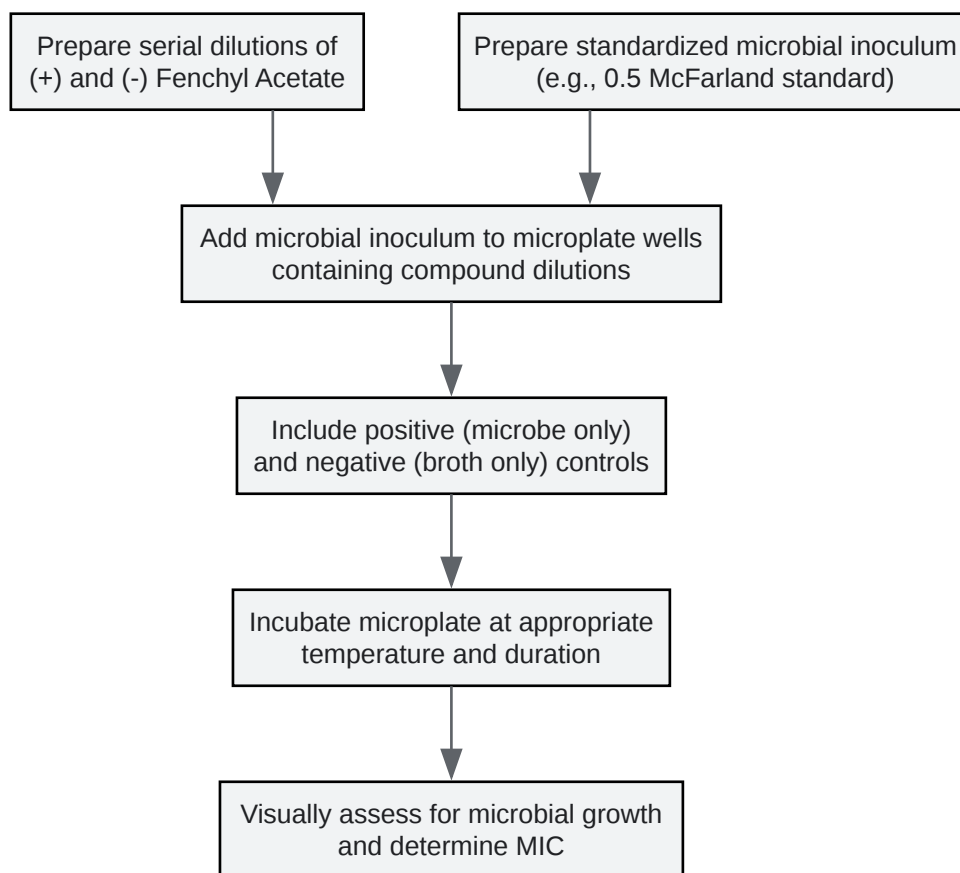 Prepare serial dilutions of
(+) and (-) Fenchyl Acetate
Prepare standardized microbial inoculum
(e.g., 0.5 McFarland standard)
Add microbial inoculum to microplate wells
containing compound dilutions
Include positive (microbe only)
and negative (broth only) controls
Incubate microplate at appropriate
temperature and duration
Visually assess for microbial growth
and determine MIC